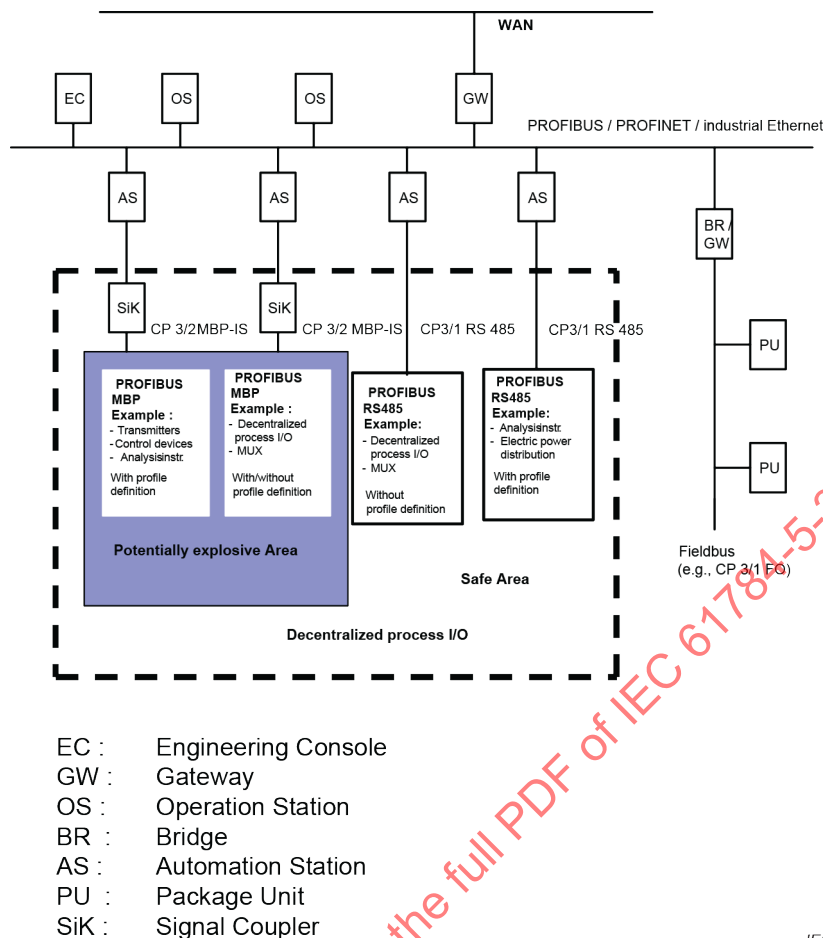 WAN
EC
OS
OS
GW
PROFIBUS / PROFINET / industrial Ethernet
AS
AS
AS
AS
BR /
GW
SiK
SiK
CP 3/2 MBP-IS
CP 3/2 MBP-IS
CP3/1 RS 485
CP3/1 RS 485
PU
PU
PROFIBUS
MBP
Example :
- Transmitters
-Control devices
- Analysisinstr.
With profile
definition
PROFIBUS
MBP
Example :
- Decentralized
process I/O
- MUX
With/without
profile definition
PROFIBUS
RS485
Example:
- Decentralized
process I/O
- MUX
Without
profile definition
PROFIBUS
RS485
Example:
- Analysisinstr.
- Electric power
distribution
With profile
definition
Potentially explosive Area
Safe Area
Decentralized process I/O
Fieldbus
(e.g., CP 3/1 FO)
EC : Engineering Console
GW : Gateway
OS : Operation Station
BR : Bridge
AS : Automation Station
PU : Package Unit
SiK : Signal Coupler
the full PDF of IEC 61784-5-3